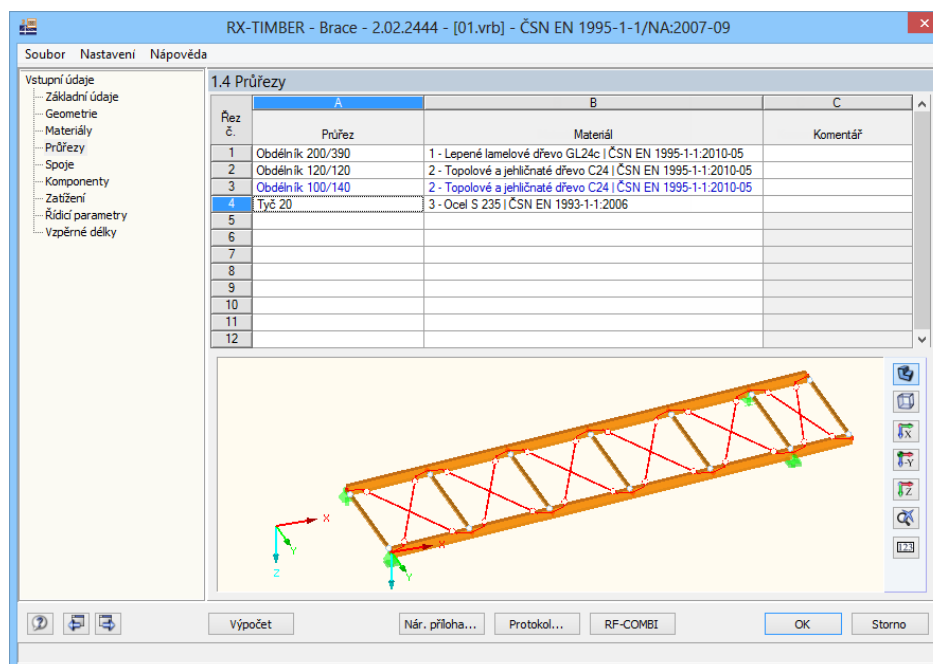 RX-TIMBER - Brace - 2.02.2444 - [01.vrb] - ČSN EN 1995-1-1/NA:2007-09
Soubor Nastavení Nápověda
Vstupní údaje
Základní údaje
Geometrie
Materiály
Průřezy
Spoje
Komponenty
Zatížení
Řídicí parametry
Vzpěrné délky
1.4 Průřezy
A B C
Řez č. Průřez Materiál Komentář
1 Obdélník 200/390 1 - Lepené lamelové dřevo GL24c | ČSN EN 1995-1-1:2010-05
2 Obdélník 120/120 2 - Topolové a jehličnaté dřevo C24 | ČSN EN 1995-1-1:2010-05
3 Obdélník 100/140 2 - Topolové a jehličnaté dřevo C24 | ČSN EN 1995-1-1:2010-05
4 Tyč 20 3 - Ocel S 235 | ČSN EN 1993-1-1:2006
5
6
7
8
9
10
11
12
X
Y
Z
X
Y
X
-Y
Z
123
Výpočet Nár. příloha... Protokol... RF-COMBI OK Storno